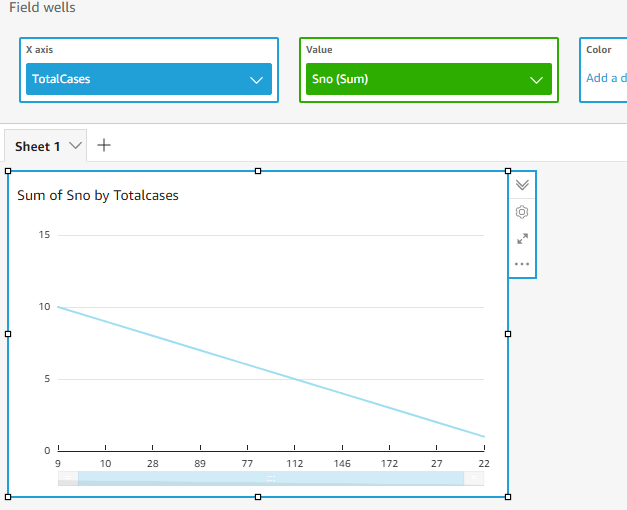 Field wells
X axis
Value
Color
TotalCases
Sno (Sum)
Add a d
Sheet 1
Sum of Sno by Totalcases
15
10
5
0
9 10 28 89 77 112 146 172 27 22